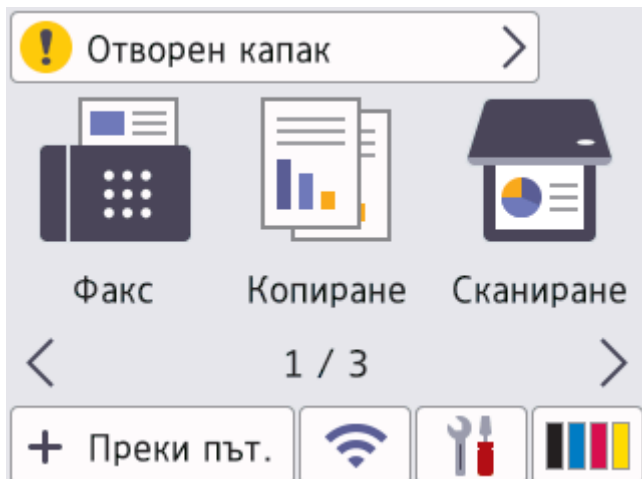 Отворен капак
Факс
Копиране
Сканиране
1 / 3
+ Преки път.